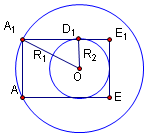 A₁ D₁ E₁
R₁ R₂
O
A E